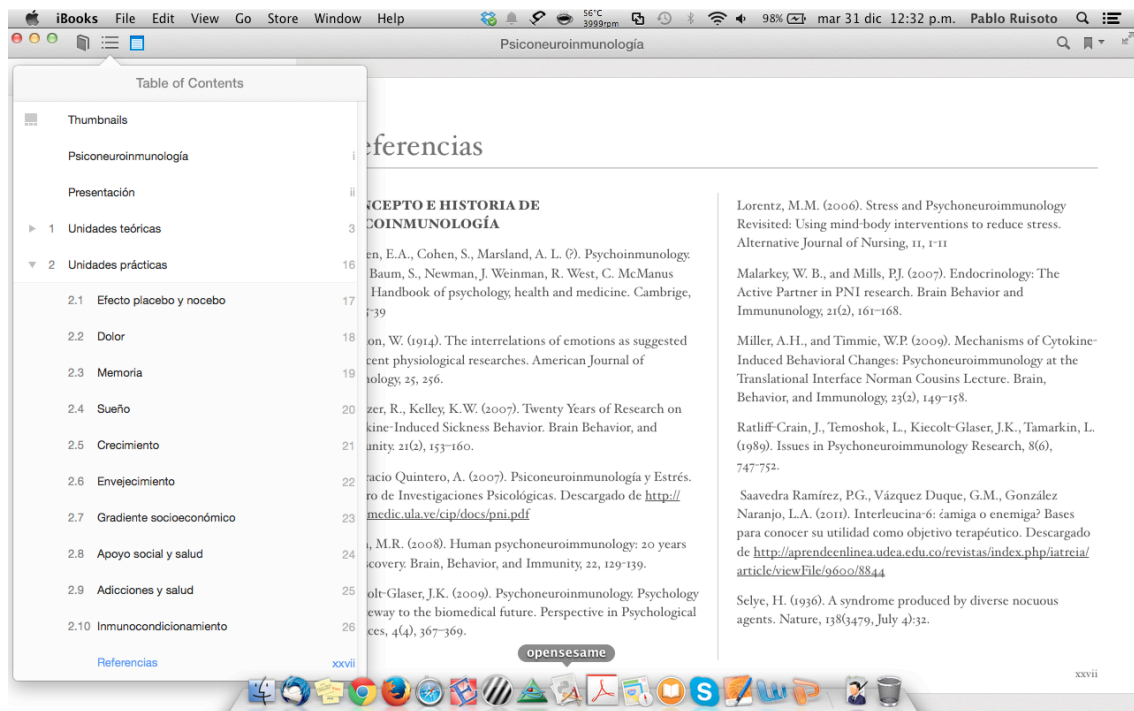 iBooks File Edit View Go Store Window Help 56°C 3999rpm 98% mar 31 dic 12:32 p.m. Pablo Ruisoto
Psiconeuroinmunología
Table of Contents
Thumbnails
Psiconeuroinmunología i
Presentación ii
1 Unidades teóricas 3
2 Unidades prácticas 16
2.1 Efecto placebo y nocebo 17
2.2 Dolor 18
2.3 Memoria 19
2.4 Sueño 20
2.5 Crecimiento 21
2.6 Envejecimiento 22
2.7 Gradiente socioeconómico 23
2.8 Apoyo social y salud 24
2.9 Adicciones y salud 25
2.10 Inmunocondicionamiento 26
Referencias xxvii
eferencias
NCEPTO E HISTORIA DE
COINMUNOLOGÍA
en, E.A., Cohen, S., Marsland, A. L. (?). Psychoinmunology.
Baum, S., Newman, J. Weinman, R. West, C. McManus
Handbook of psychology, health and medicine. Cambrige,
-39
on, W. (1914). The interrelations of emotions as suggested
cent physiological researches. American Journal of
ology, 25, 256.
zer, R., Kelley, K.W. (2007). Twenty Years of Research on
kine-Induced Sickness Behavior. Brain Behavior, and
unity. 21(2), 153-160.
racio Quintero, A. (2007). Psiconeuroinmunología y Estrés.
ro de Investigaciones Psicológicas. Descargado de http://
medic.ula.ve/cip/docs/pni.pdf
, M.R. (2008). Human psychoneuroimmunology: 20 years
scovery. Brain, Behavior, and Immunity, 22, 129-139.
olt-Glaser, J.K. (2009). Psychoneuroimmunology. Psychology
eway to the biomedical future. Perspective in Psychological
ces, 4(4), 367-369.
Lorentz, M.M. (2006). Stress and Psychoneuroimmunology
Revisited: Using mind-body interventions to reduce stress.
Alternative Journal of Nursing, 11, 1-11
Malarkey, W. B., and Mills, P.J. (2007). Endocrinology: The
Active Partner in PNI research. Brain Behavior and
Immununology, 21(2), 161-168.
Miller, A.H., and Timmie, W.P. (2009). Mechanisms of Cytokine-
Induced Behavioral Changes: Psychoneuroimmunology at the
Translational Interface Norman Cousins Lecture. Brain,
Behavior, and Immunology, 23(2), 149-158.
Ratliff-Crain, J., Temoshok, L., Kiecolt-Glaser, J.K., Tamarkin, L.
(1989). Issues in Psychoneuroimmunology Research, 8(6),
747-752.
Saavedra Ramírez, P.G., Vázquez Duque, G.M., González
Naranjo, L.A. (2011). Interleucina-6: ¿amiga o enemiga? Bases
para conocer su utilidad como objetivo terapéutico. Descargado
de http://aprendeenlinea.udea.edu.co/revistas/index.php/iatreia/
article/viewFile/9600/8844
Selye, H. (1936). A syndrome produced by diverse nocuous
agents. Nature, 138(3479, July 4):32.
xxvii
opensesame